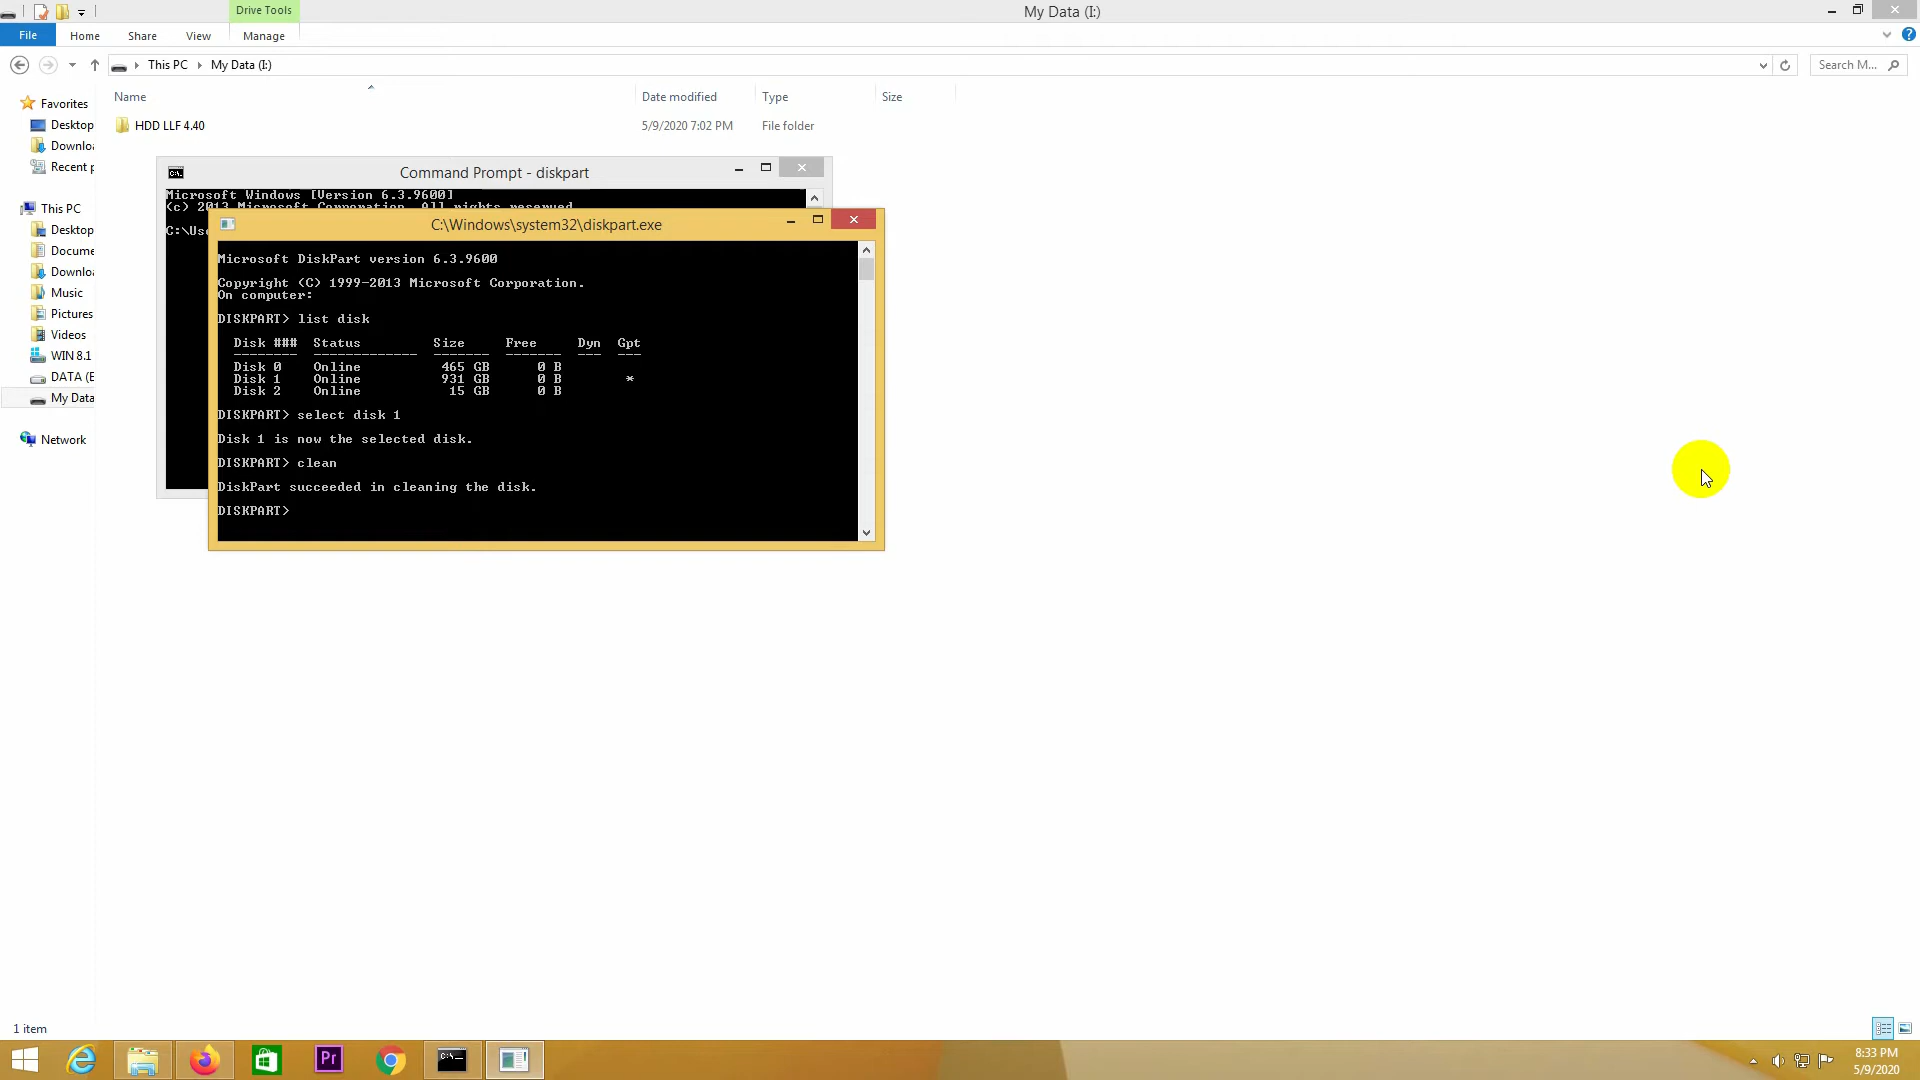 Drive Tools
My Data (I:)
File Home Share View Manage
This PC My Data (I:) Search M...
Name Date modified Type Size
HDD LLF 4.40 5/9/2020 7:02 PM File folder
Favorites
Desktop
Downloa
Recent p
This PC
Desktop
Docume
Downloa
Music
Pictures
Videos
WIN 8.1
DATA (E
My Data
Network
Command Prompt - diskpart
Microsoft Windows [Version 6.3.9600]
(c) 2013 Microsoft Corporation. All rights reserved
C:\Use
C:\Windows\system32\diskpart.exe
Microsoft DiskPart version 6.3.9600
Copyright (C) 1999-2013 Microsoft Corporation.
On computer:
DISKPART> list disk
Disk ### Status Size Free Dyn Gpt
-------- ------------- ------- ------- --- ---
Disk 0 Online 465 GB 0 B
Disk 1 Online 931 GB 0 B *
Disk 2 Online 15 GB 0 B
DISKPART> select disk 1
Disk 1 is now the selected disk.
DISKPART> clean
DiskPart succeeded in cleaning the disk.
DISKPART>
1 item
Pr
C:\.
8:33 PM
5/9/2020